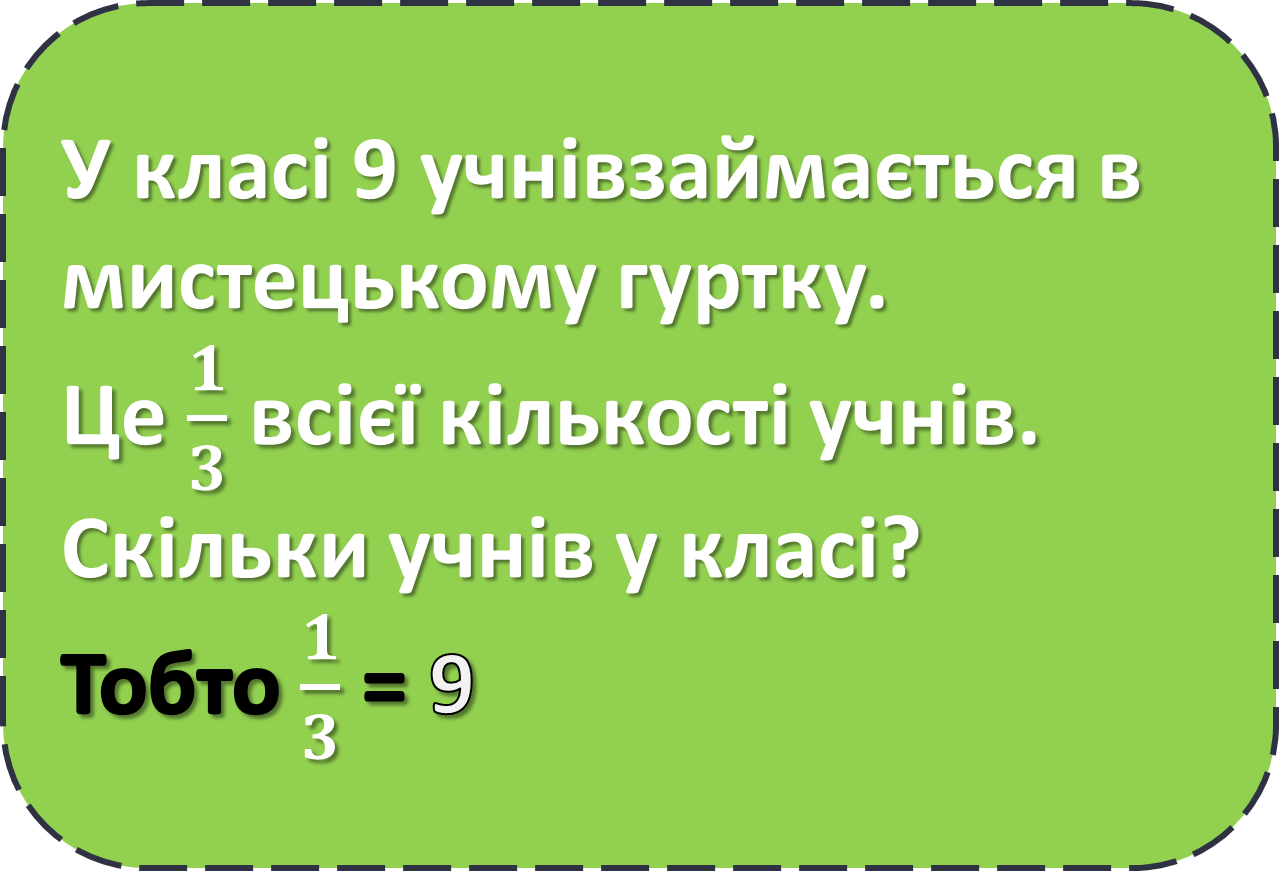 У класі 9 учнівзаймається в
мистецькому гуртку.
Це 1/3 всієї кількості учнів.
Скільки учнів у класі?
Тобто 1/3 = 9